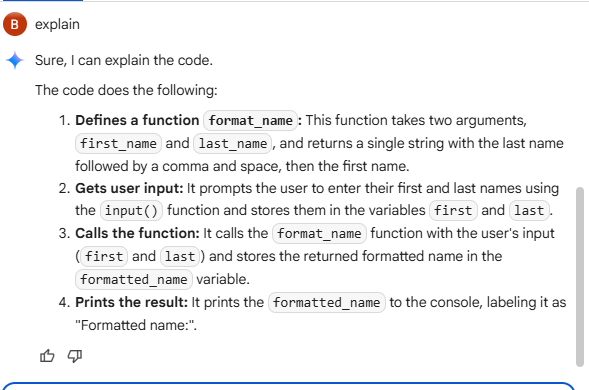 B explain
Sure, I can explain the code.
The code does the following:
1. Defines a function format_name: This function takes two arguments,
first_name and last_name, and returns a single string with the last name
followed by a comma and space, then the first name.
2. Gets user input: It prompts the user to enter their first and last names using
the input() function and stores them in the variables first and last.
3. Calls the function: It calls the format_name function with the user's input
(first and last) and stores the returned formatted name in the
formatted_name variable.
4. Prints the result: It prints the formatted_name to the console, labeling it as
"Formatted name:".